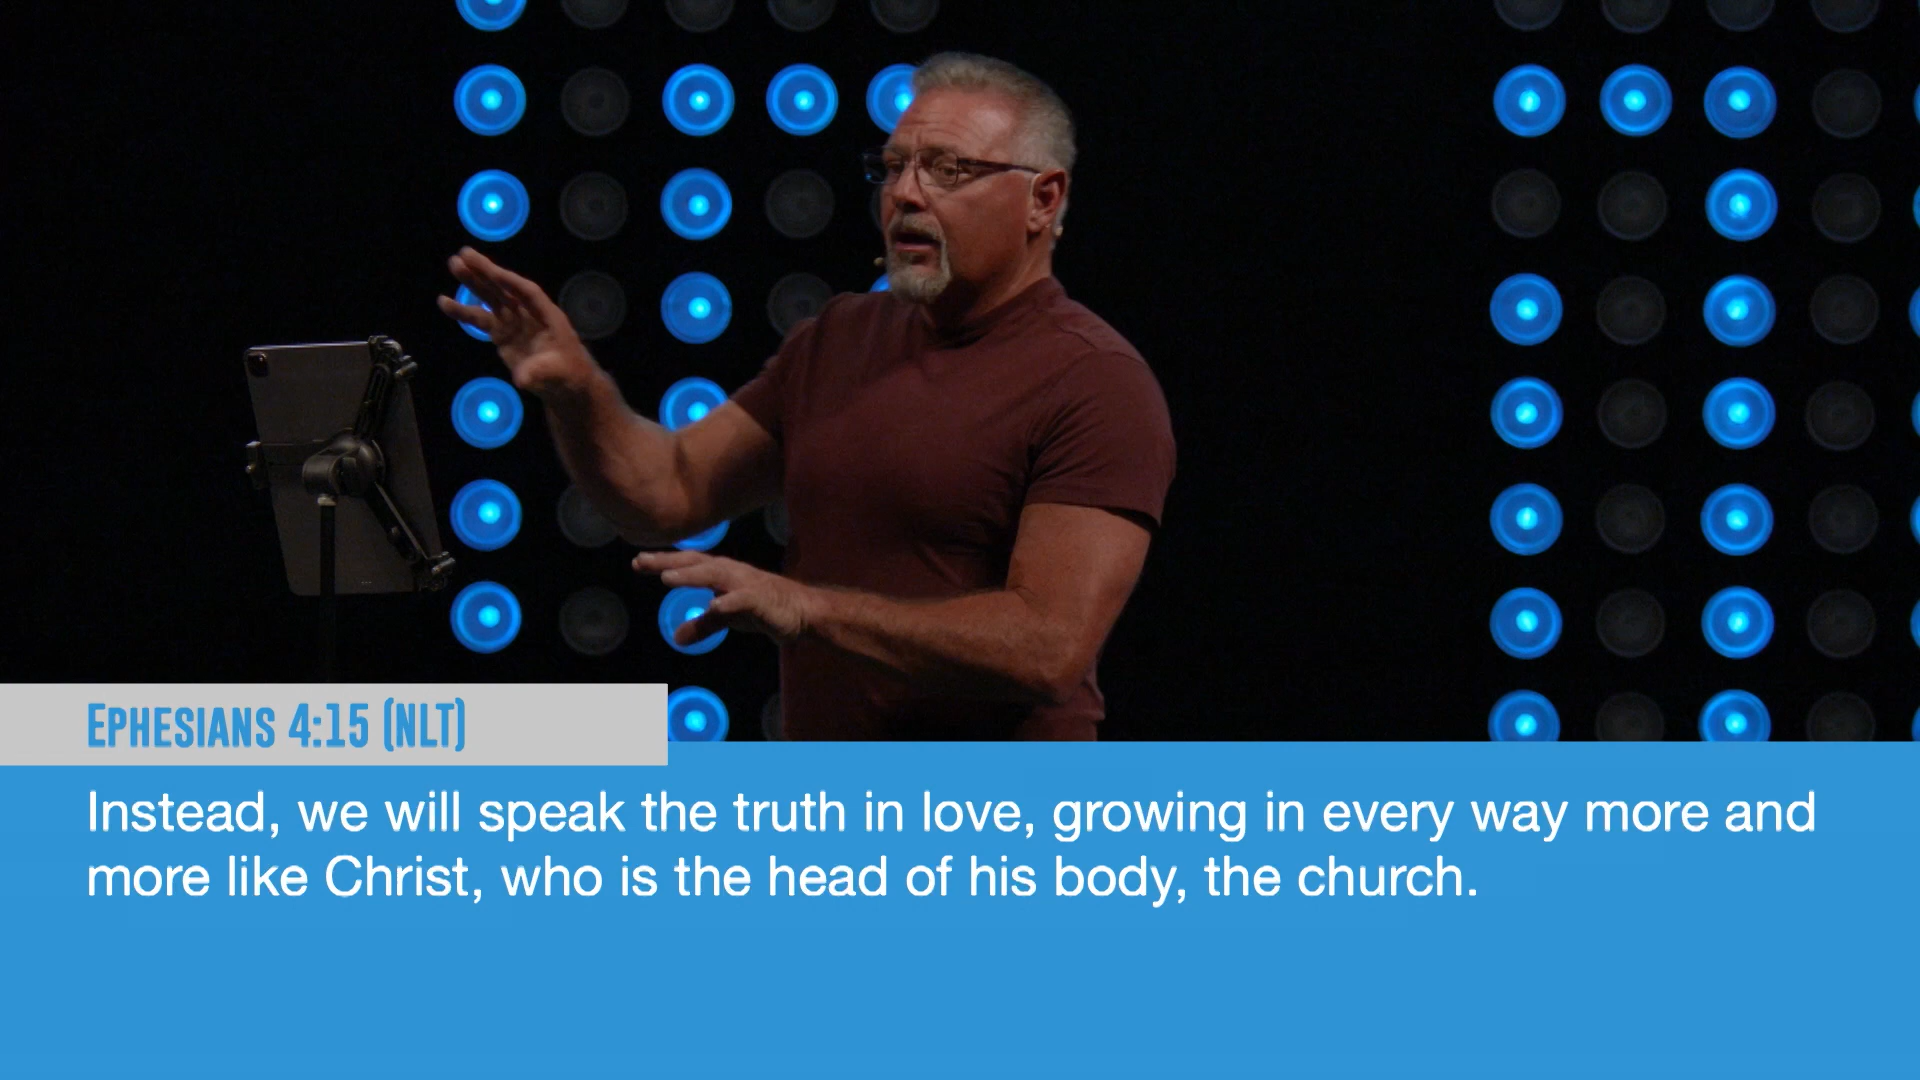 Ephesians 4:15 (NLT)
Instead, we will speak the truth in love, growing in every way more and
more like Christ, who is the head of his body, the church.